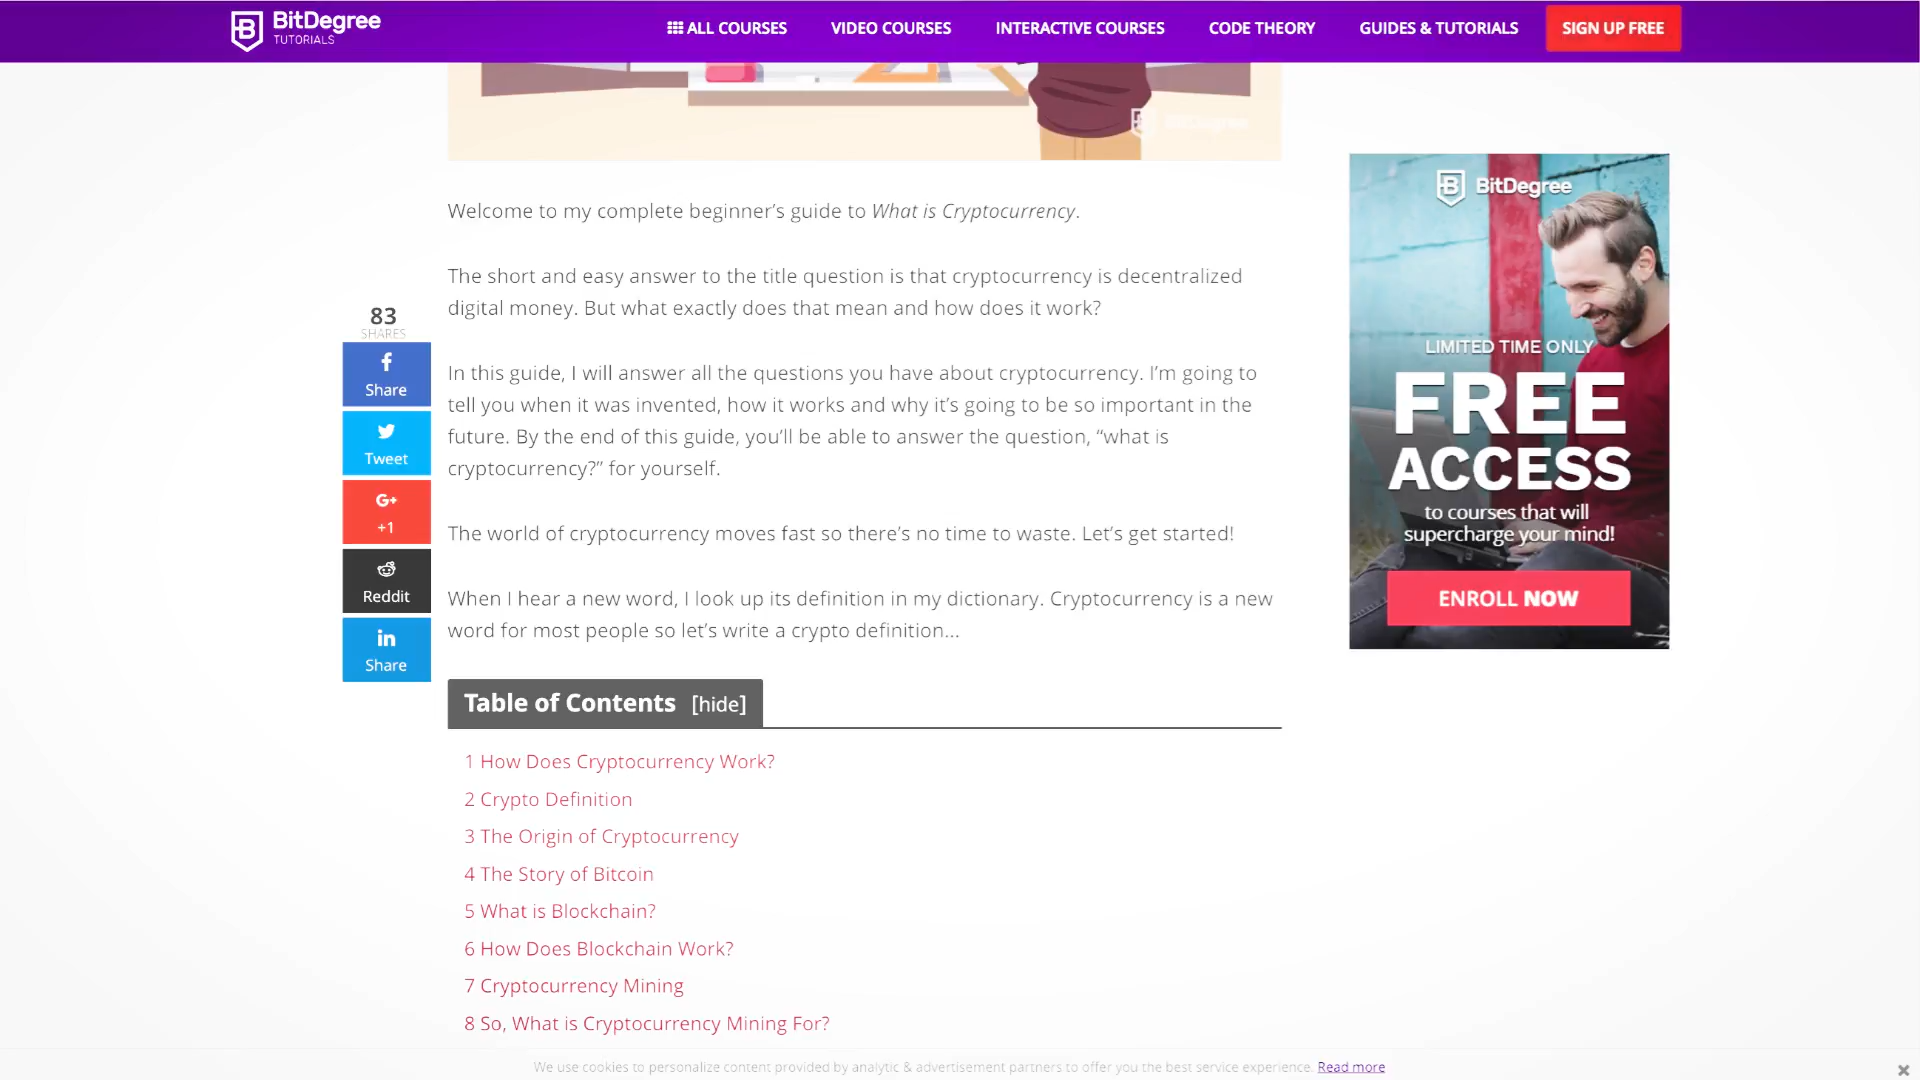 BitDegree
TUTORIALS
ALL COURSES
VIDEO COURSES
INTERACTIVE COURSES
CODE THEORY
GUIDES & TUTORIALS
SIGN UP FREE
Welcome to my complete beginner’s guide to What is Cryptocurrency.
The short and easy answer to the title question is that cryptocurrency is decentralized
digital money. But what exactly does that mean and how does it work?
In this guide, I will answer all the questions you have about cryptocurrency. I’m going to
tell you when it was invented, how it works and why it’s going to be so important in the
future. By the end of this guide, you’ll be able to answer the question, “what is
cryptocurrency?” for yourself.
The world of cryptocurrency moves fast so there’s no time to waste. Let’s get started!
When I hear a new word, I look up its definition in my dictionary. Cryptocurrency is a new
word for most people so let’s write a crypto definition...
83
SHARES
Share
Tweet
G+
+1
Reddit
in
Share
BitDegree
LIMITED TIME ONLY
FREE
ACCESS
to courses that will
supercharge your mind!
ENROLL NOW
Table of Contents [hide]
1 How Does Cryptocurrency Work?
2 Crypto Definition
3 The Origin of Cryptocurrency
4 The Story of Bitcoin
5 What is Blockchain?
6 How Does Blockchain Work?
7 Cryptocurrency Mining
8 So, What is Cryptocurrency Mining For?
We use cookies to personalize content provided by analytic & advertisement partners to offer you the best service experience. Read more